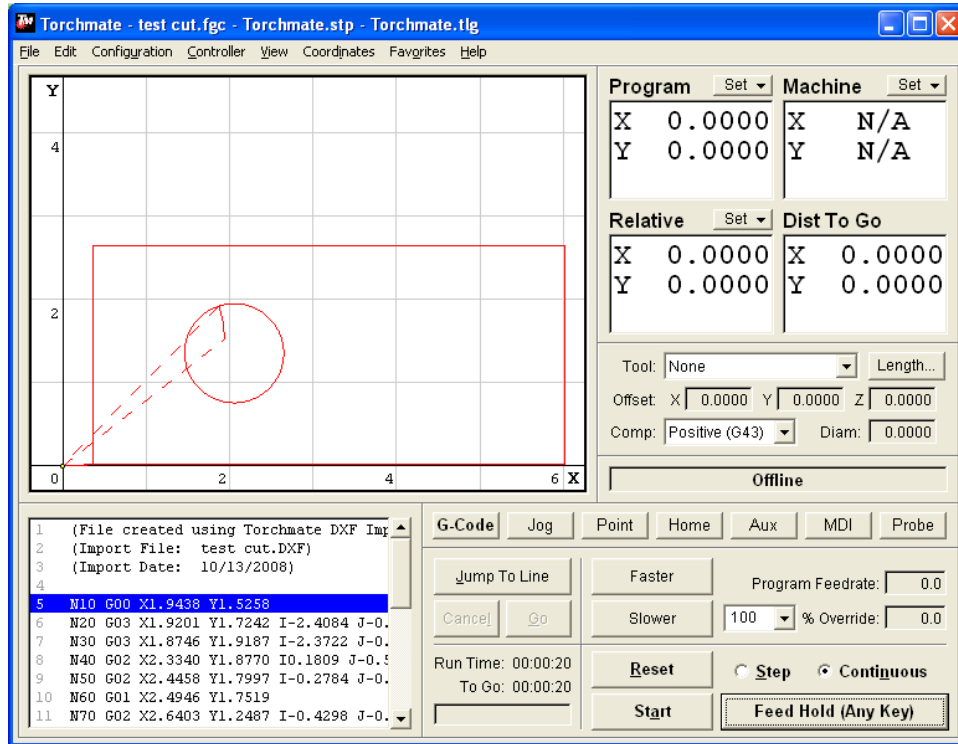 Torchmate - test cut.fgc - Torchmate.stp - Torchmate.tlg
File Edit Configuration Controller View Coordinates Favorites Help
Y
4
2
0 2 4 6 X
Program Set
X 0.0000
Y 0.0000
Machine Set
X N/A
Y N/A
Relative Set
X 0.0000
Y 0.0000
Dist To Go
X 0.0000
Y 0.0000
Tool: None Length...
Offset: X 0.0000 Y 0.0000 Z 0.0000
Comp: Positive (G43) Diam: 0.0000
Offline
1 (File created using Torchmate DXF Imp
2 (Import File: test cut.DXF)
3 (Import Date: 10/13/2008)
4
5 N10 G00 X1.9438 Y1.5258
6 N20 G03 X1.9201 Y1.7242 I-2.4084 J-0.
7 N30 G03 X1.8746 Y1.9187 I-2.3722 J-0.
8 N40 G02 X2.3340 Y1.8770 I0.1809 J-0.5
9 N50 G02 X2.4458 Y1.7997 I-0.2784 J-0.
10 N60 G01 X2.4946 Y1.7519
11 N70 G02 X2.6403 Y1.2487 I-0.4298 J-0.
G-Code Jog Point Home Aux MDI Probe
Jump To Line
Cancel Go
Run Time: 00:00:20
To Go: 00:00:20
Faster
Slower
Program Feedrate: 0.0
100 % Override: 0.0
Reset
Step Continuous
Start
Feed Hold (Any Key)